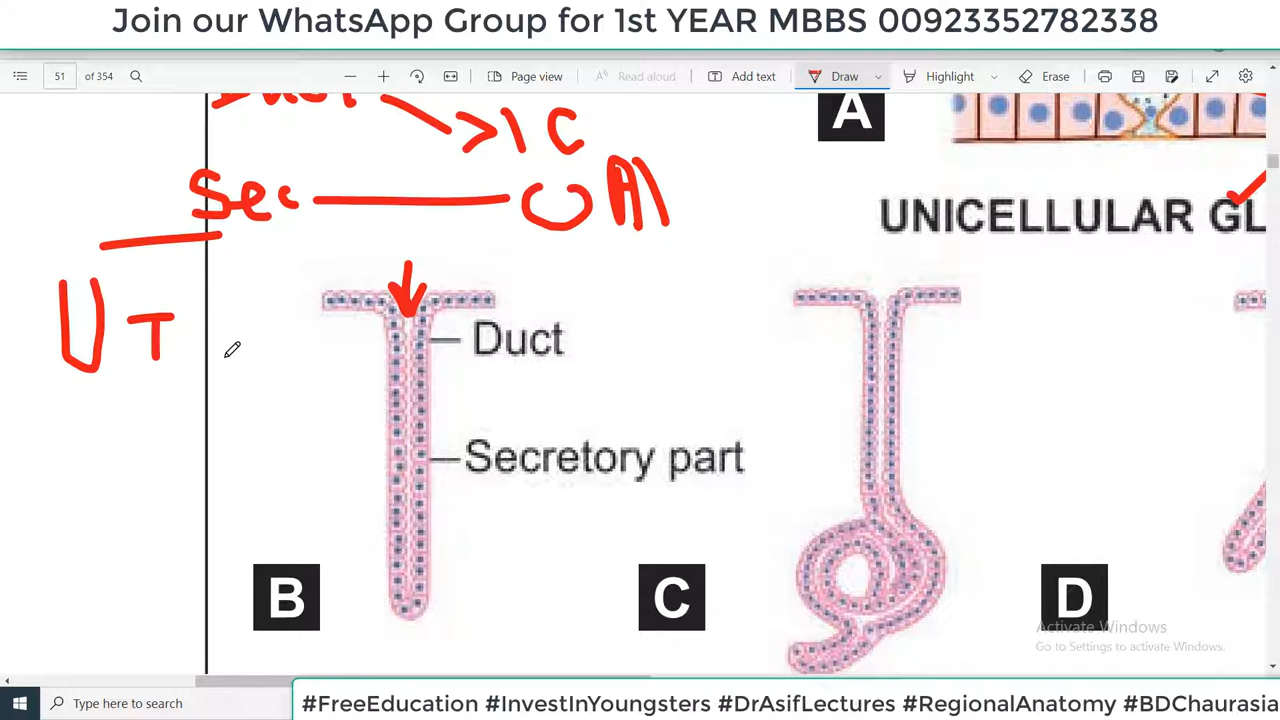 Join our WhatsApp Group for 1st YEAR MBBS 00923352782338
51 of 354 Page view Read aloud Add text Draw Highlight Erase
1 C
A
Sec Al
UNICELLULAR GL
U T
Duct
Secretory part
B C D
Activate Windows
Go to Settings to activate Windows.
Type here to search
#FreeEducation #InvestInYoungsters #DrAsifLectures #RegionalAnatomy #BDChaurasia